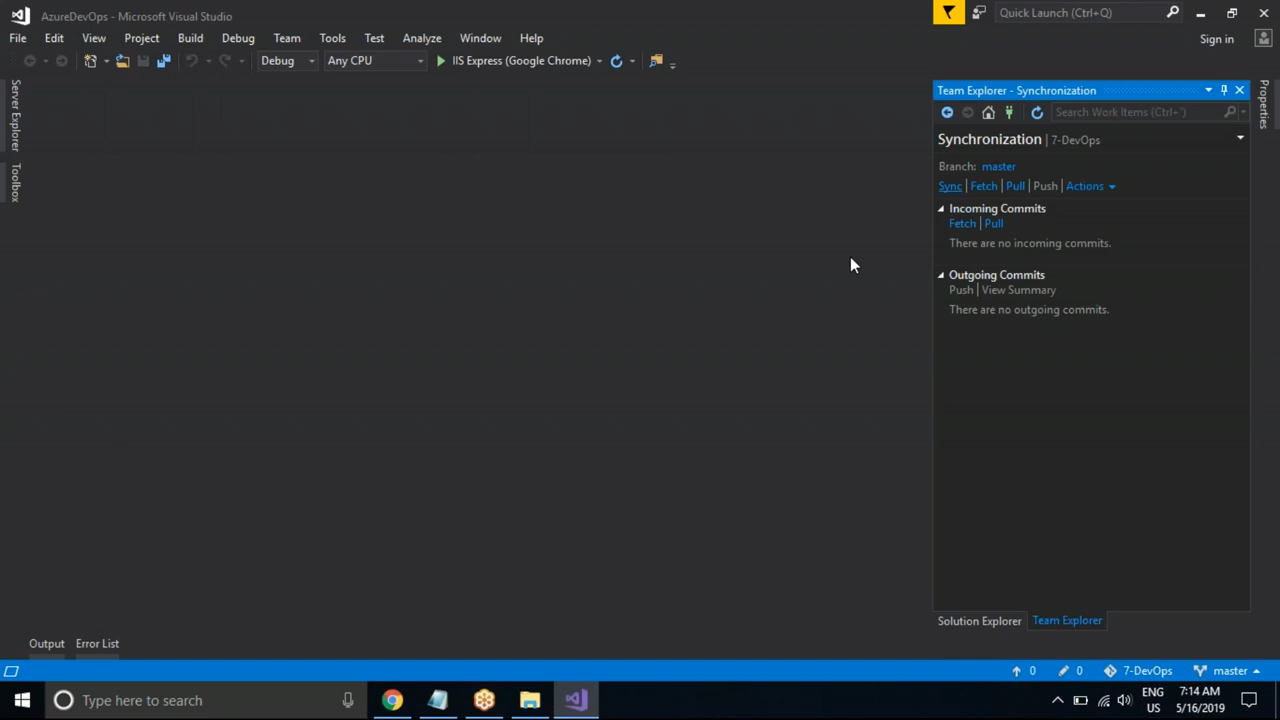 AzureDevOps - Microsoft Visual Studio
Quick Launch (Ctrl+Q)
File Edit View Project Build Debug Team Tools Test Analyze Window Help
Sign in
Debug Any CPU IIS Express (Google Chrome)
Server Explorer
Toolbox
Properties
Team Explorer - Synchronization
Search Work Items (Ctrl+')
Synchronization | 7-DevOps
Branch: master
Sync | Fetch | Pull | Push | Actions
Incoming Commits
Fetch | Pull
There are no incoming commits.
Outgoing Commits
Push | View Summary
There are no outgoing commits.
Solution Explorer Team Explorer
Output Error List
0 0 7-DevOps master
Type here to search
ENG 7:14 AM
US 5/16/2019